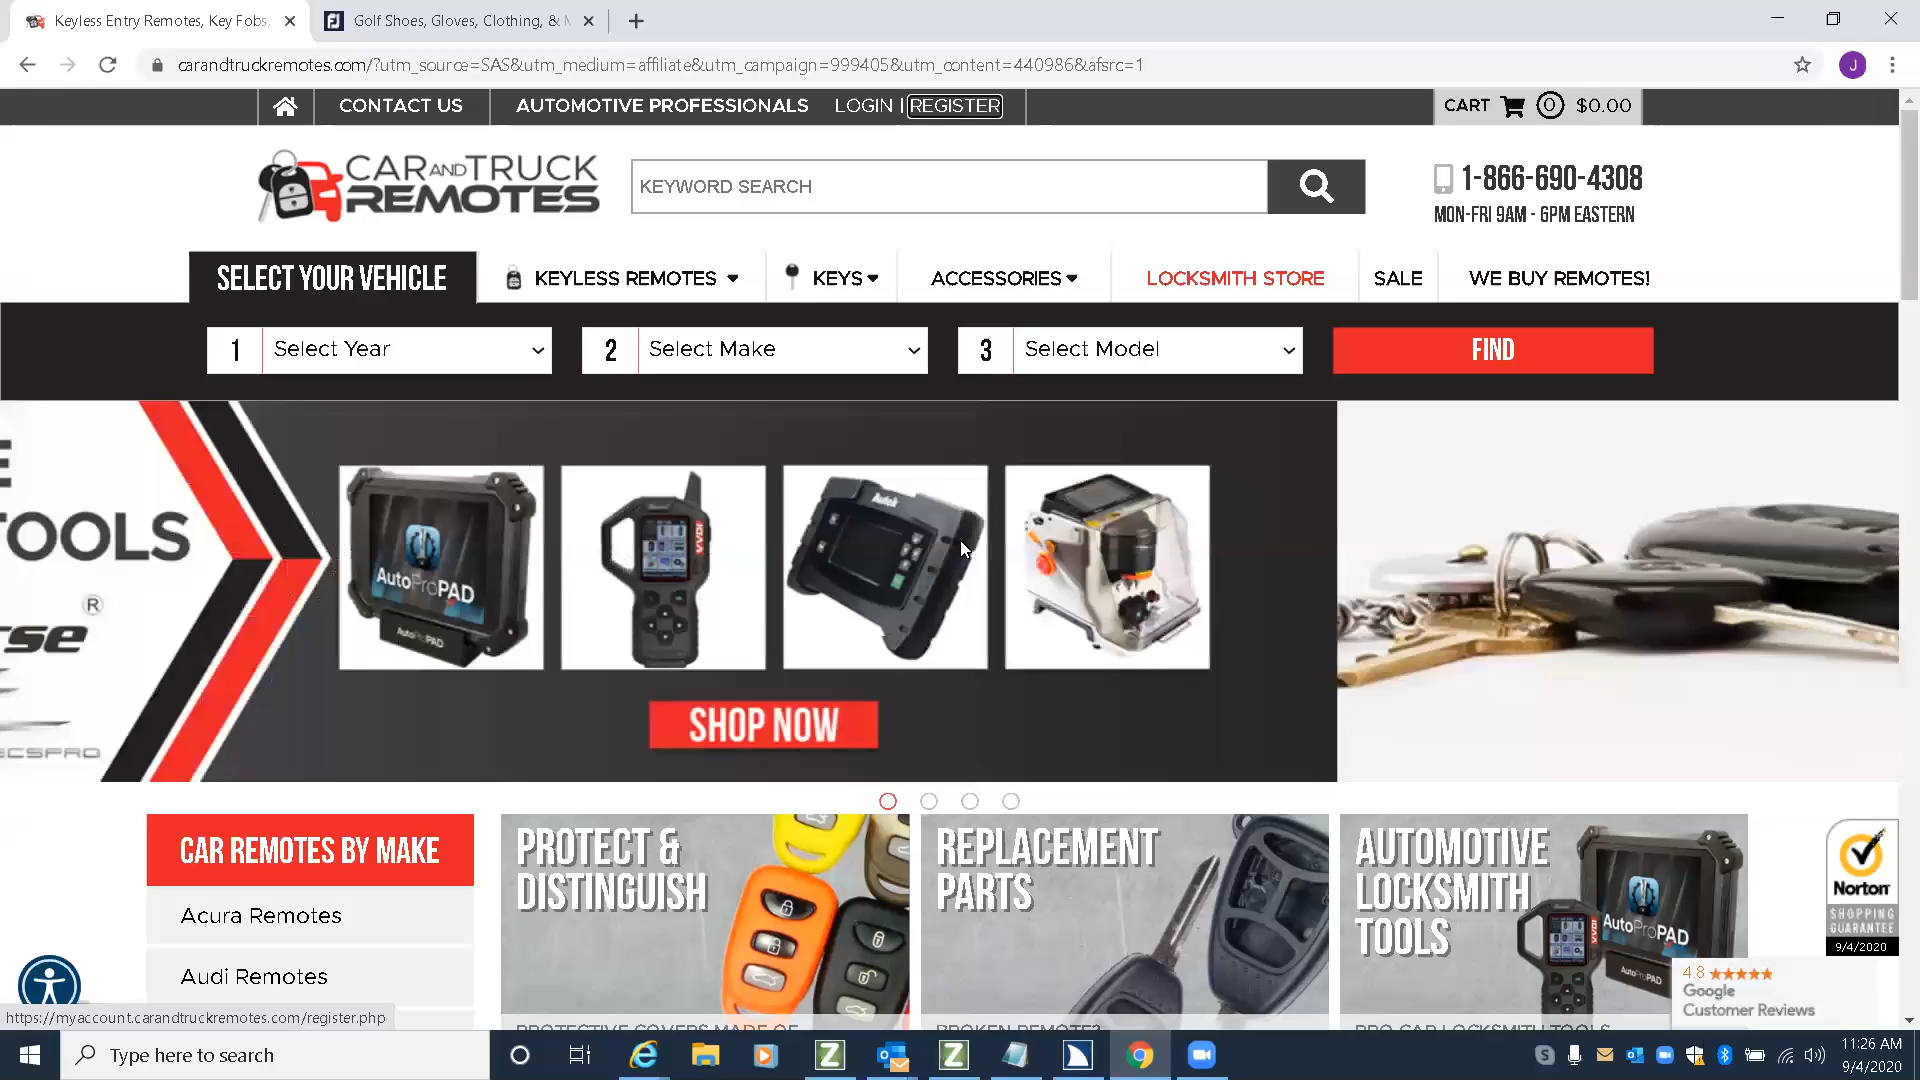 Keyless Entry Remotes, Key Fobs,
Golf Shoes, Gloves, Clothing, &
carandtruckremotes.com/?utm_source=SAS&utm_medium=affiliate&utm_campaign=999405&utm_content=440986&afsrc=1
J
CONTACT US
AUTOMOTIVE PROFESSIONALS
LOGIN | REGISTER
CART 0 $0.00
CAR AND TRUCK
REMOTES
KEYWORD SEARCH
1-866-690-4308
MON-FRI 9AM - 6PM EASTERN
SELECT YOUR VEHICLE
KEYLESS REMOTES
KEYS
ACCESSORIES
LOCKSMITH STORE
SALE
WE BUY REMOTES!
1 Select Year
2 Select Make
3 Select Model
FIND
E
TOOLS
®
rse
ECSPRO
AutoProPAD
AutoProPAD
VVDI
Autek
SHOP NOW
CAR REMOTES BY MAKE
Acura Remotes
Audi Remotes
PROTECT &
DISTINGUISH
PROTECTIVE COVERS MADE OF
REPLACEMENT
PARTS
BROKEN REMOTE?
AUTOMOTIVE
LOCKSMITH
TOOLS
AutoProPAD
PRO CAR LOCKSMITH TOOLS
Norton
SHOPPING
GUARANTEE
9/4/2020
4.8 ★★★★★
Google
Customer Reviews
https://myaccount.carandtruckremotes.com/register.php
Type here to search
11:26 AM
9/4/2020